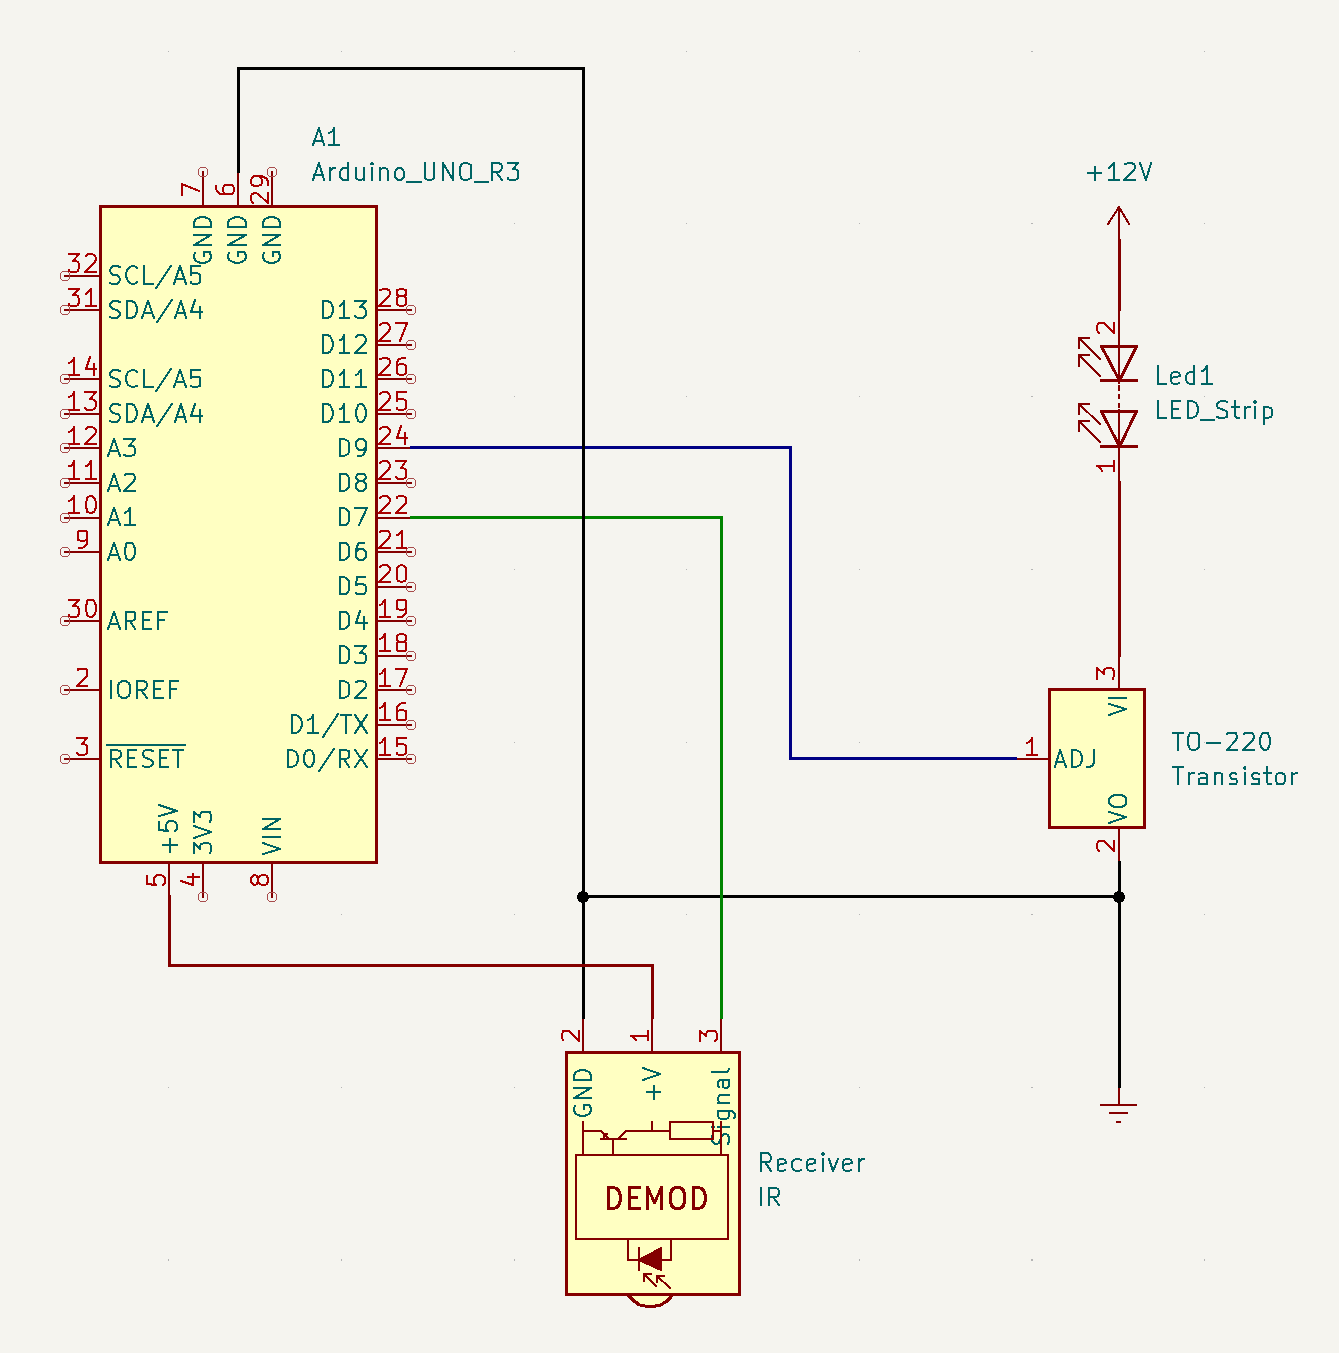 A1
Arduino_UNO_R3
+12V
7
6
29
GND
GND
GND
32
SCL/A5
31
SDA/A4
D13
28
D12
27
14
SCL/A5
D11
26
13
SDA/A4
D10
25
12
A3
D9
24
11
A2
D8
23
10
A1
D7
22
9
A0
D6
21
D5
20
30
AREF
D4
19
D3
18
2
IOREF
D2
17
D1/TX
16
3
RESET
D0/RX
15
+5V
3V3
VIN
5
4
8
2
Led1
LED_Strip
1
3
VI
TO-220
Transistor
1
ADJ
VO
2
2
1
3
GND
+V
Signal
DEMOD
Receiver
IR